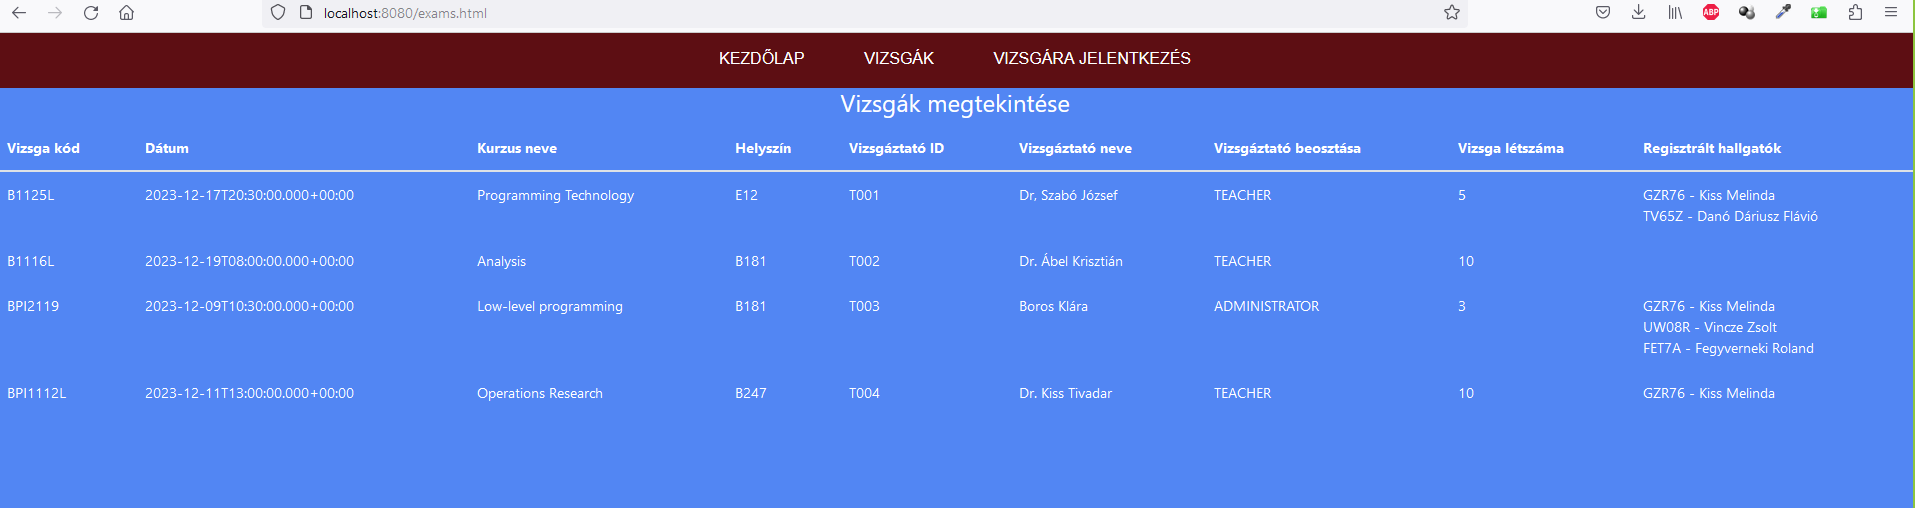 localhost:8080/exams.html
ABP
KEZDŐLAP VIZSGÁK VIZSGÁRA JELENTKEZÉS
Vizsgák megtekintése
Vizsga kód Dátum Kurzus neve Helyszín Vizsgáztató ID Vizsgáztató neve Vizsgáztató beosztása Vizsga létszáma Regisztrált hallgatók
B1125L 2023-12-17T20:30:00.000+00:00 Programming Technology E12 T001 Dr, Szabó József TEACHER 5 GZR76 - Kiss Melinda
TV65Z - Danó Dáriusz Flávió
B1116L 2023-12-19T08:00:00.000+00:00 Analysis B181 T002 Dr. Ábel Krisztián TEACHER 10
BPI2119 2023-12-09T10:30:00.000+00:00 Low-level programming B181 T003 Boros Klára ADMINISTRATOR 3 GZR76 - Kiss Melinda
UW08R - Vincze Zsolt
FET7A - Fegyverneki Roland
BPI1112L 2023-12-11T13:00:00.000+00:00 Operations Research B247 T004 Dr. Kiss Tivadar TEACHER 10 GZR76 - Kiss Melinda